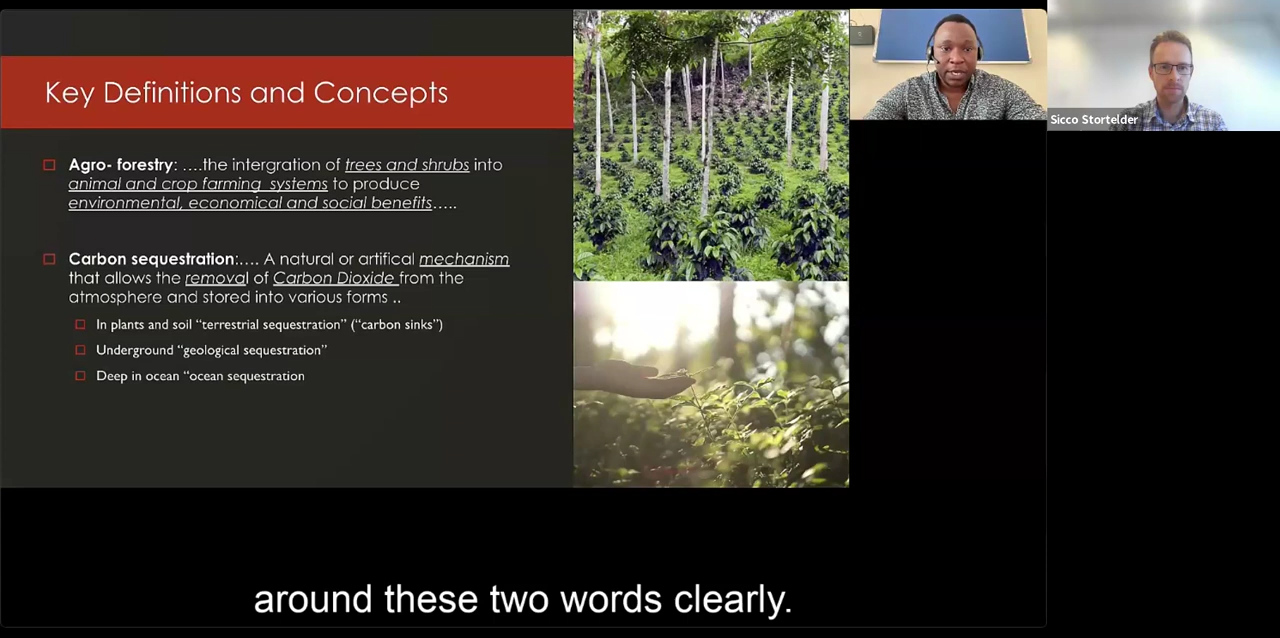 Key Definitions and Concepts
Agro- forestry: ….the intergration of trees and shrubs into
animal and crop farming systems to produce
environmental, economical and social benefits…..
Carbon sequestration:…. A natural or artifical mechanism
that allows the removal of Carbon Dioxide from the
atmosphere and stored into various forms ..
In plants and soil “terrestrial sequestration” (“carbon sinks”)
Underground “geological sequestration”
Deep in ocean “ocean sequestration
Sicco Stortelder
around these two words clearly.